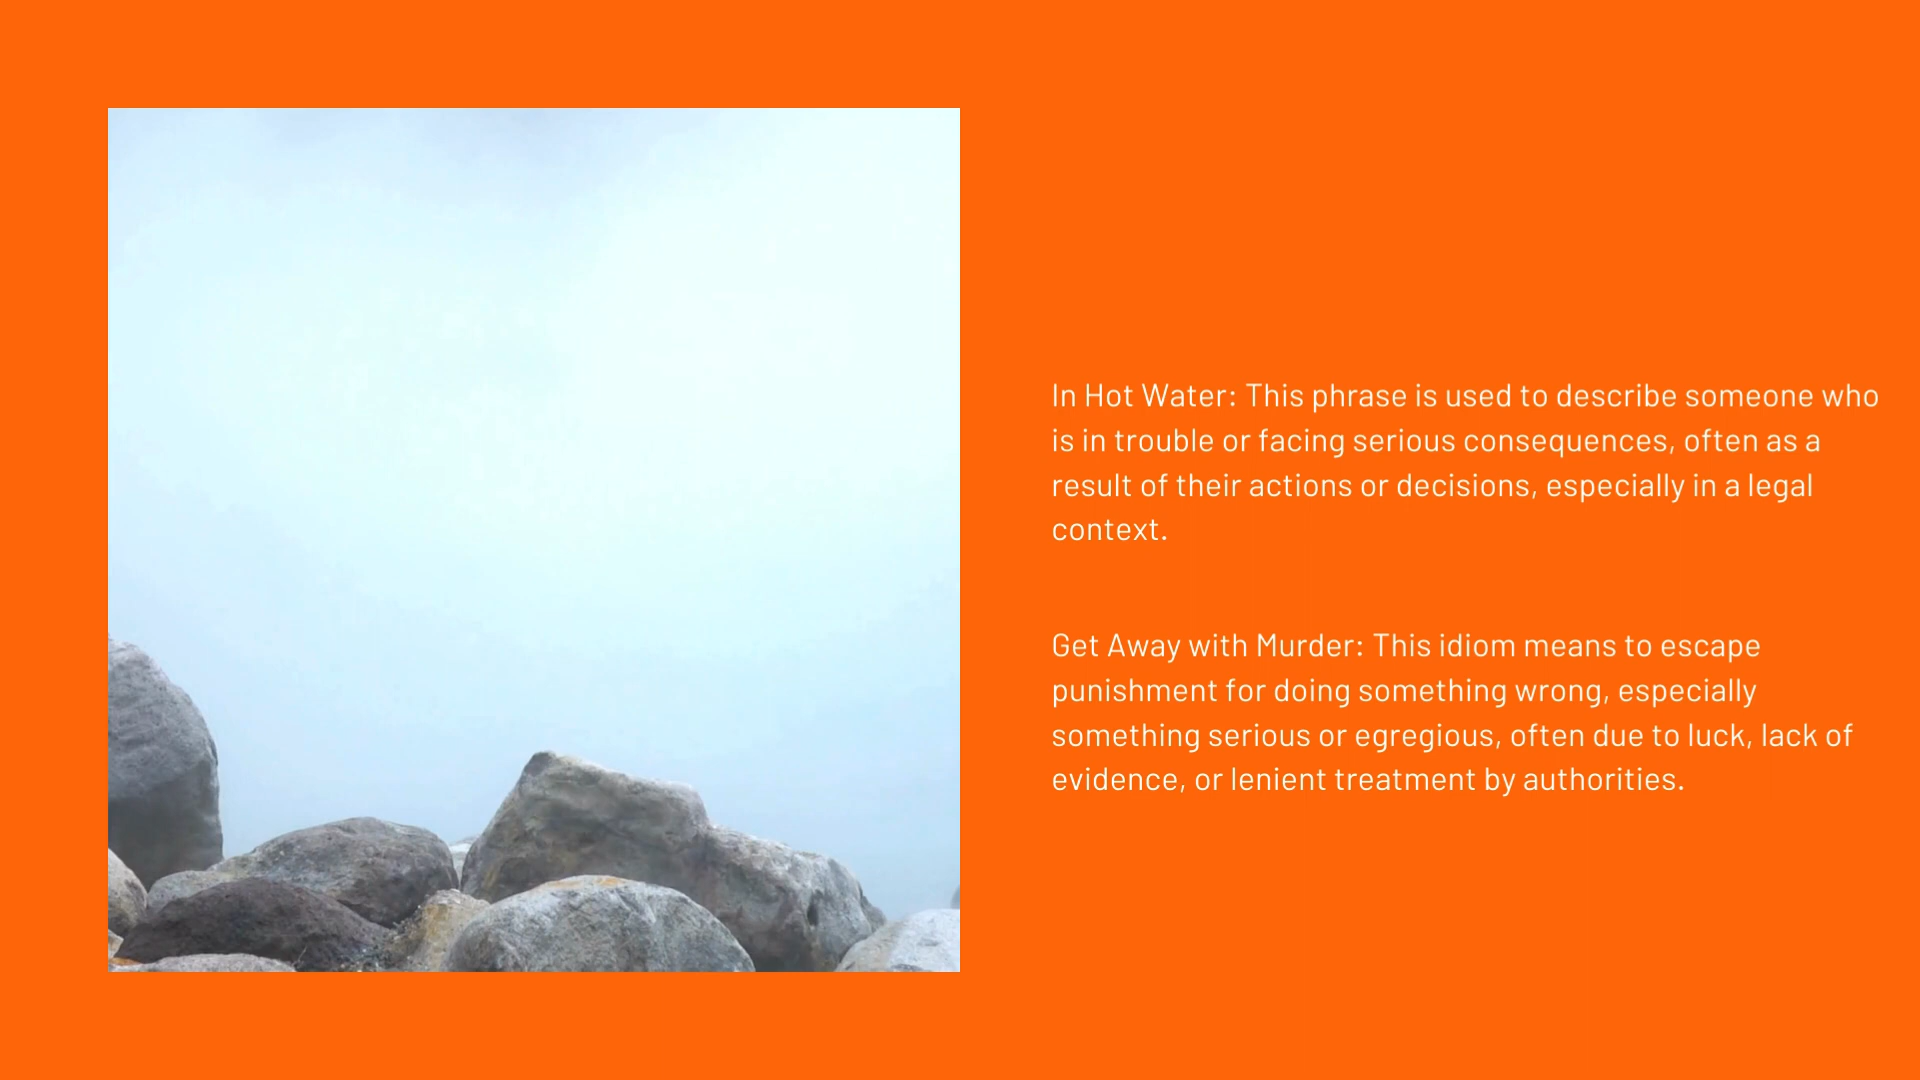 In Hot Water: This phrase is used to describe someone who
is in trouble or facing serious consequences, often as a
result of their actions or decisions, especially in a legal
context.
Get Away with Murder: This idiom means to escape
punishment for doing something wrong, especially
something serious or egregious, often due to luck, lack of
evidence, or lenient treatment by authorities.